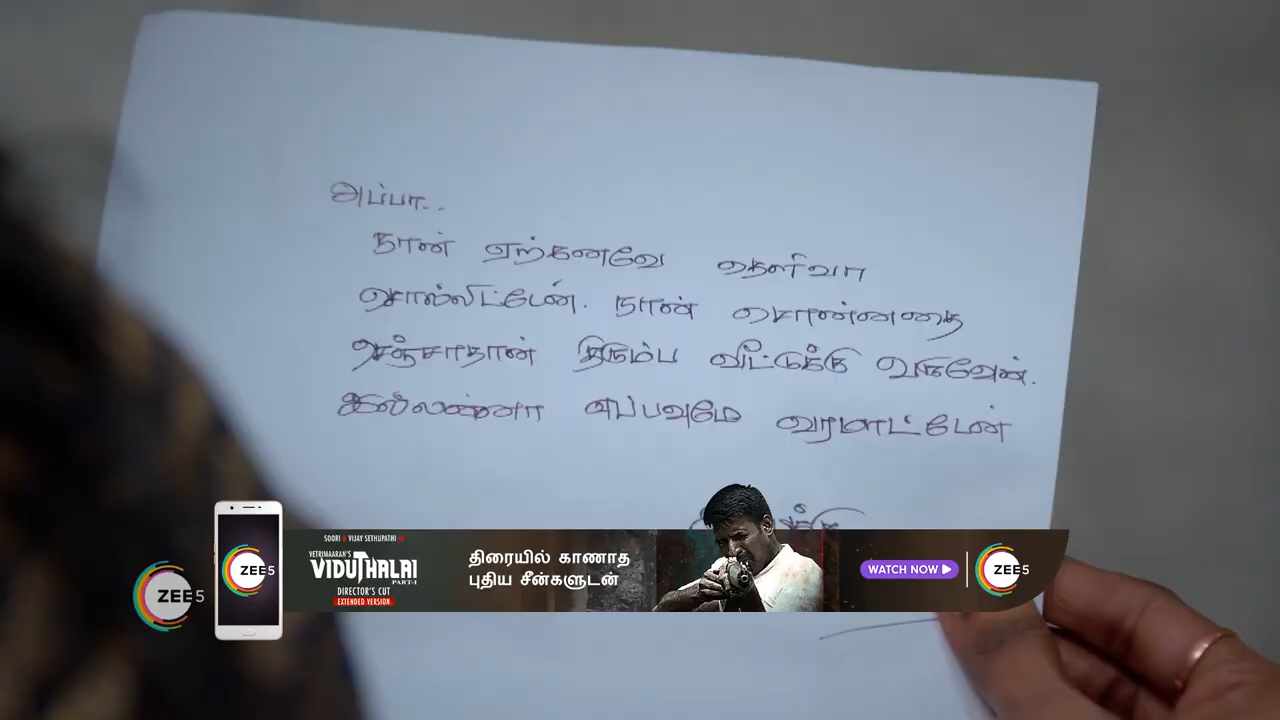 அப்பா..
நான் ஏற்கனவே தெளிவா
சொல்லிட்டேன். நான் சொன்னதை
செஞ்சாதான் திரும்ப வீட்டுக்கு வருவேன்.
இல்லன்னா எப்பவுமே வரமாட்டேன்
ZEE5
ZEE5
SOORI VIJAY SETHUPATHI
VETRIMAARAN'S
VIDUTHALAI
PART-I
DIRECTOR'S CUT
EXTENDED VERSION
திரையில் காணாத
புதிய சீன்களுடன்
WATCH NOW
ZEE5